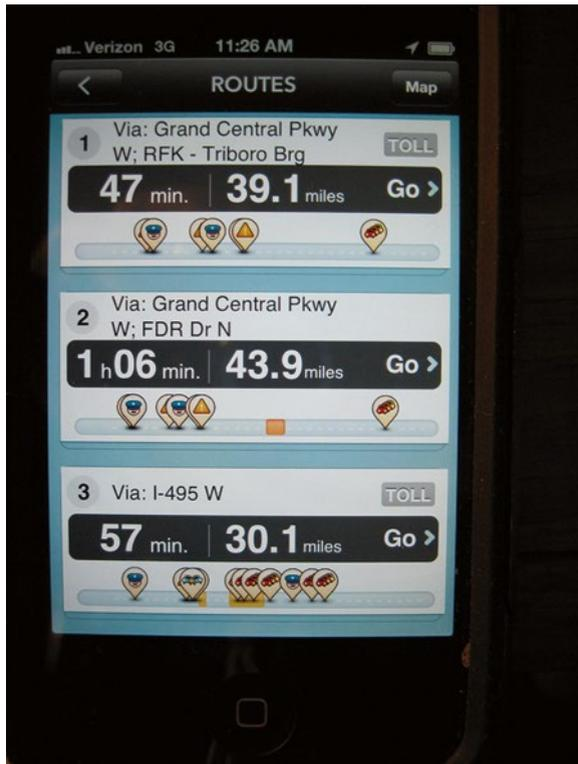 Verizon 3G 11:26 AM
ROUTES Map
1 Via: Grand Central Pkwy
W; RFK - Triboro Brg
TOLL
47 min. 39.1 miles Go
2 Via: Grand Central Pkwy
W; FDR Dr N
1 h 06 min. 43.9 miles Go
3 Via: I-495 W TOLL
57 min. 30.1 miles Go